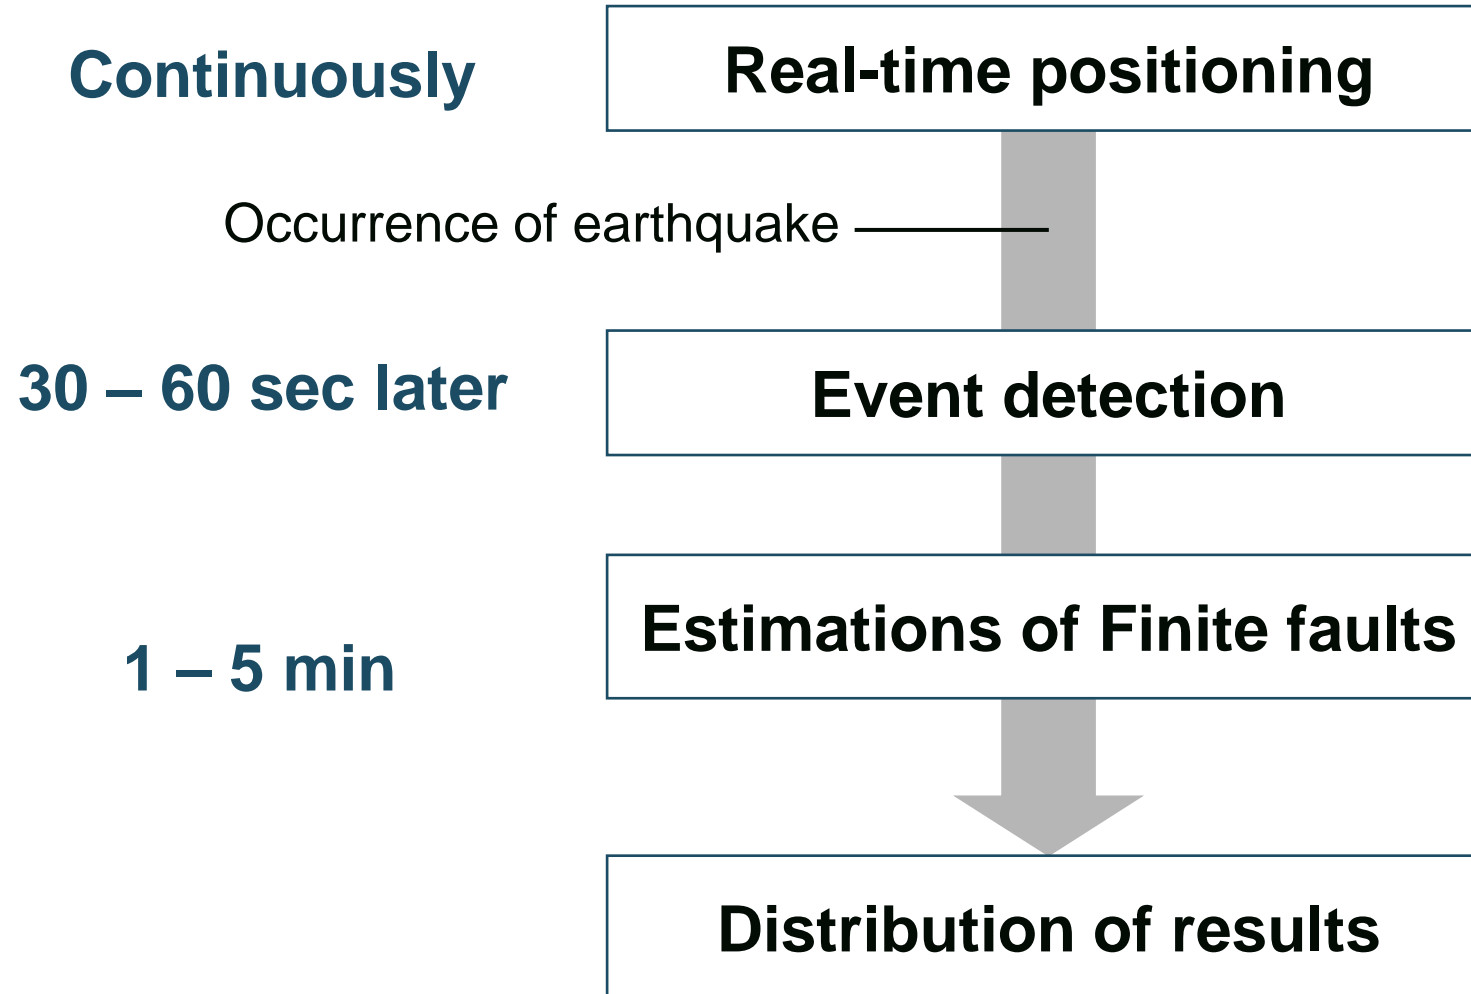 Continuously
Real-time positioning
Occurrence of earthquake
30 – 60 sec later
Event detection
Estimations of Finite faults
1 – 5 min
Distribution of results